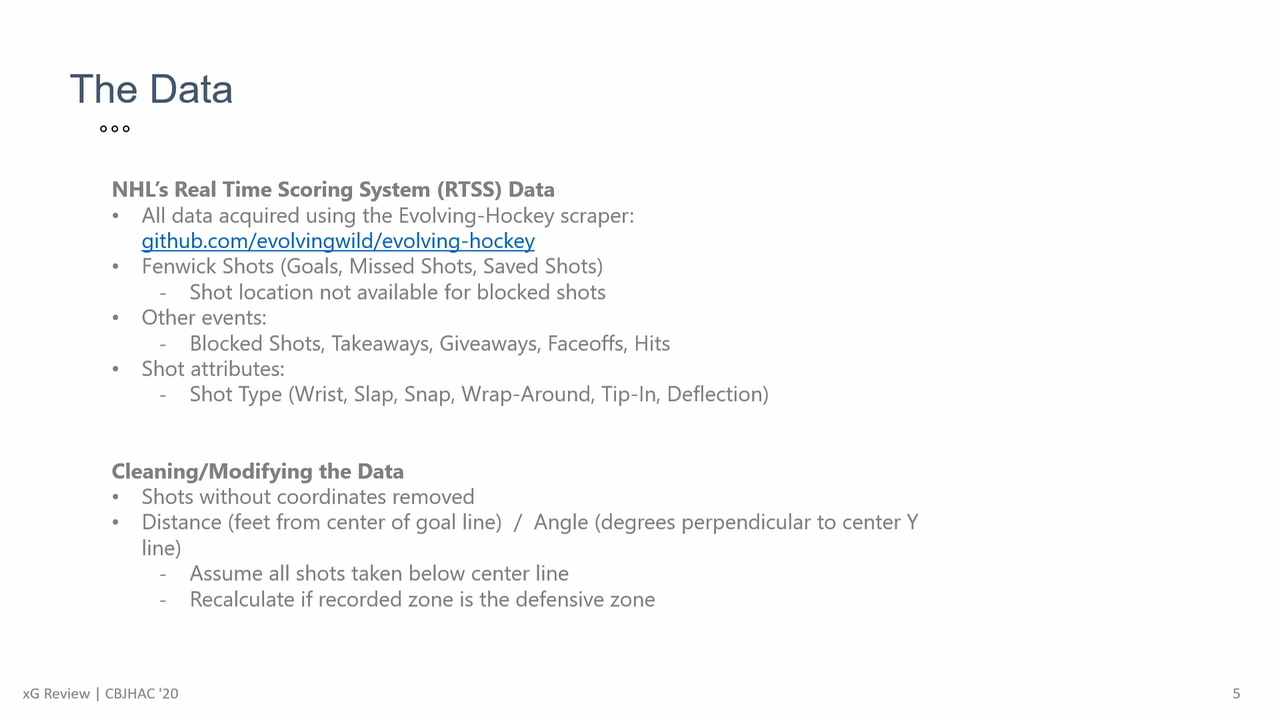 The Data
NHL's Real Time Scoring System (RTSS) Data
• All data acquired using the Evolving-Hockey scraper:
github.com/evolvingwild/evolving-hockey
• Fenwick Shots (Goals, Missed Shots, Saved Shots)
- Shot location not available for blocked shots
• Other events:
- Blocked Shots, Takeaways, Giveaways, Faceoffs, Hits
• Shot attributes:
- Shot Type (Wrist, Slap, Snap, Wrap-Around, Tip-In, Deflection)
Cleaning/Modifying the Data
• Shots without coordinates removed
• Distance (feet from center of goal line) / Angle (degrees perpendicular to center Y
line)
- Assume all shots taken below center line
- Recalculate if recorded zone is the defensive zone
xG Review | CBJHAC '20
5